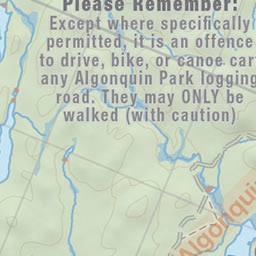 Please Remember:
Except where specifically
permitted, it is an offence
to drive, bike, or canoe cart
any Algonquin Park logging
road. They may ONLY be
walked (with caution)
Algonquin